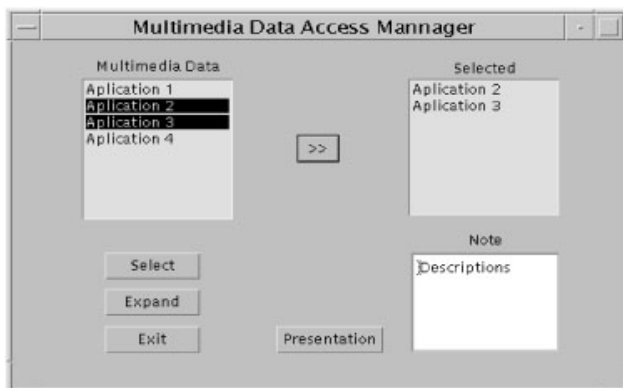 Multimedia Data Access Mannager
Multimedia Data
Aplication 1
Aplication 2
Aplication 3
Aplication 4
>>
Selected
Aplication 2
Aplication 3
Select
Expand
Exit
Presentation
Note
Descriptions